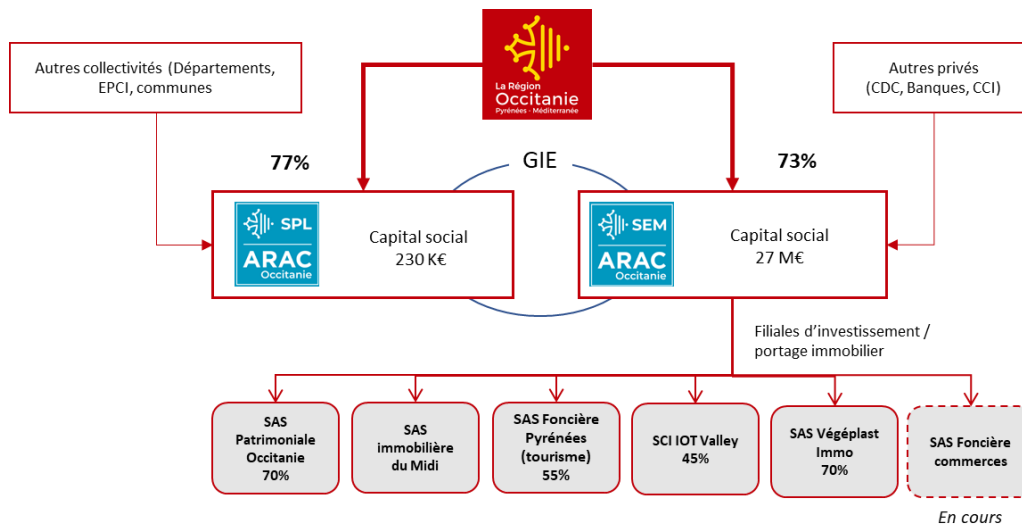 La Région
Occitanie
Pyrénées - Méditerranée
Autres collectivités (Départements,
EPCI, communes
Autres privés
(CDC, Banques, CCI)
77%
GIE
73%
SPL
ARAC
Occitanie
Capital social
230 K€
SEM
ARAC
Occitanie
Capital social
27 M€
Filiales d’investissement /
portage immobilier
SAS
Patrimoniale
Occitanie
70%
SAS
immobilière
du Midi
SAS Foncière
Pyrénées
(tourisme)
55%
SCI IOT Valley
45%
SAS Végéplast
Immo
70%
SAS Foncière
commerces
En cours